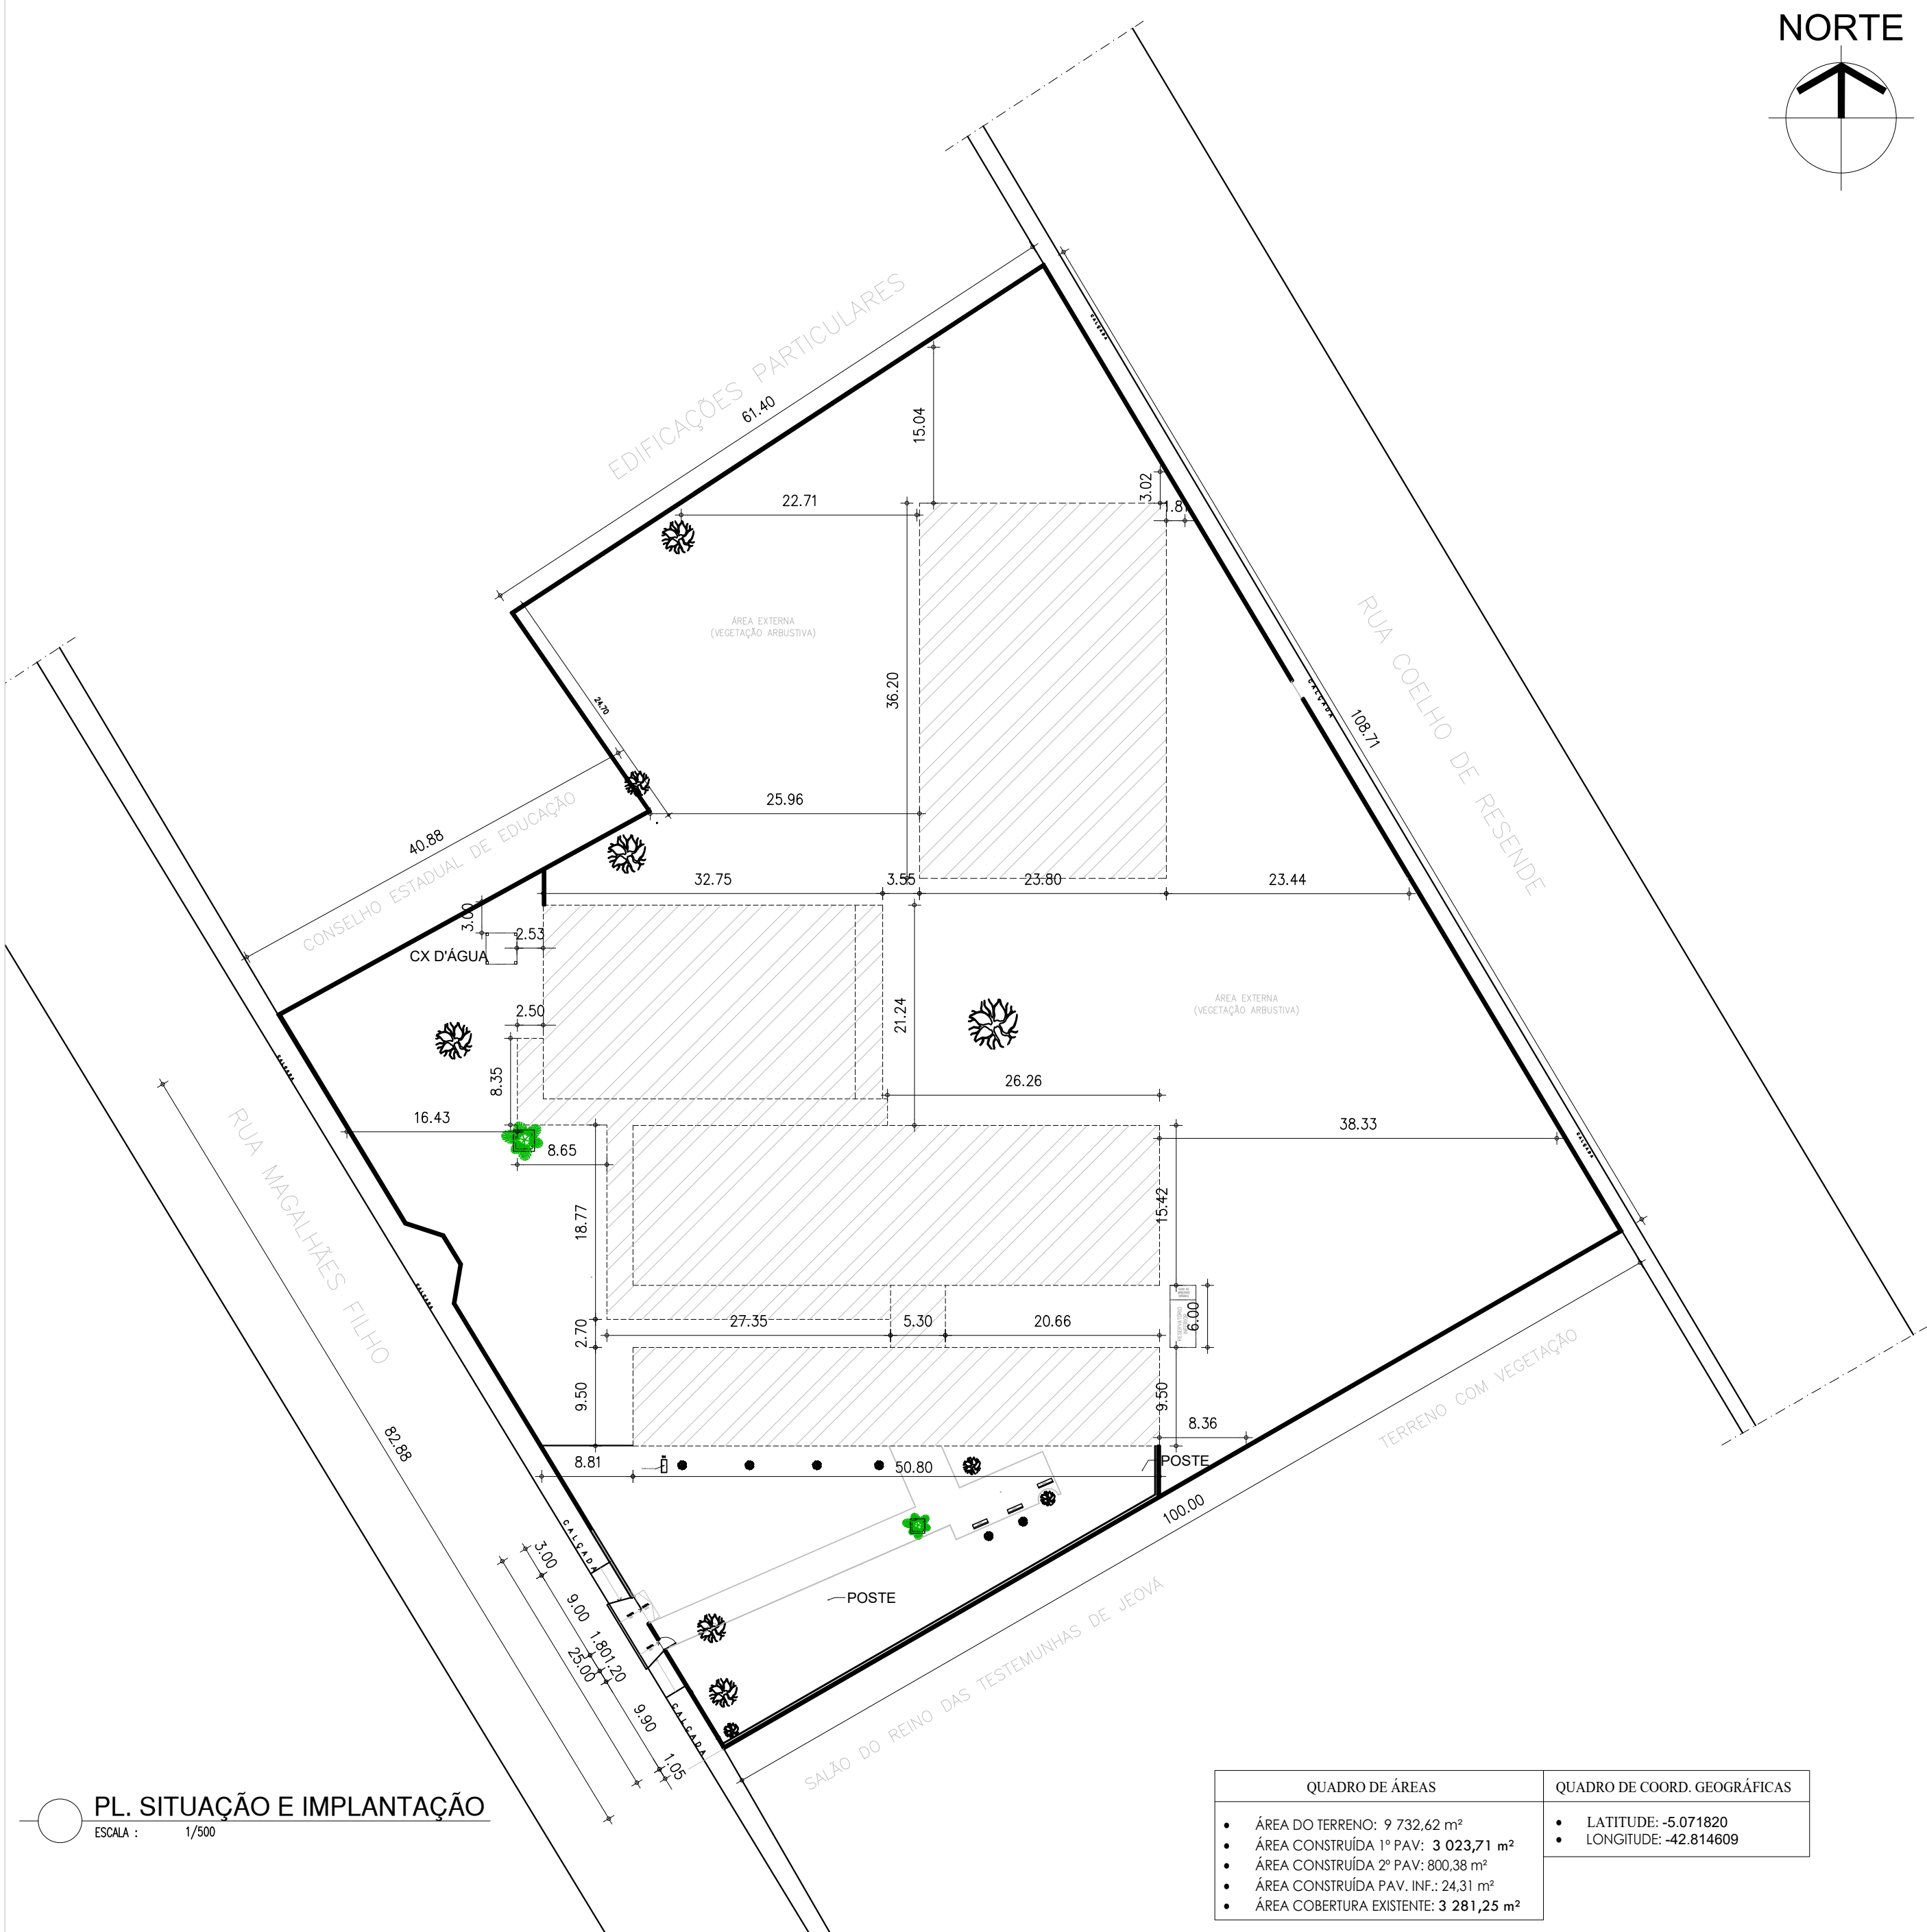 NORTE
EDIFICAÇÕES PARTICULARES
61.40
15.04
CALÇADA
3.02
22.71
1.87
ÁREA EXTERNA
(VEGETAÇÃO ARBUSTIVA)
RUA COELHO DE RESENDE
36.20
24.70
CALÇADA
108.71
25.96
40.88
CONSELHO ESTADUAL DE EDUCAÇÃO
32.75
3.55
23.80
23.44
3.00
2.53
CX D'ÁGUA
ÁREA EXTERNA
(VEGETAÇÃO ARBUSTIVA)
2.50
21.24
CALÇADA
8.35
26.26
16.43
38.33
CALÇADA
8.65
RUA MAGALHÃES FILHO
18.77
15.42
CALÇADA
27.35
5.30
20.66
6.00
2.70
TERRENO COM VEGETAÇÃO
9.50
9.50
8.36
82.88
8.81
50.80
POSTE
100.00
CALÇADA
3.00
9.00
POSTE
SALÃO DO REINO DAS TESTEMUNHAS DE JEOVÁ
1.80
1.20
25.00
9.90
CALÇADA
1.05
PL. SITUAÇÃO E IMPLANTAÇÃO
ESCALA : 1/500
QUADRO DE ÁREAS
• ÁREA DO TERRENO: 9 732,62 m²
• ÁREA CONSTRUÍDA 1º PAV: 3 023,71 m²
• ÁREA CONSTRUÍDA 2º PAV: 800,38 m²
• ÁREA CONSTRUÍDA PAV. INF.: 24,31 m²
• ÁREA COBERTURA EXISTENTE: 3 281,25 m²
QUADRO DE COORD. GEOGRÁFICAS
• LATITUDE: -5.071820
• LONGITUDE: -42.814609